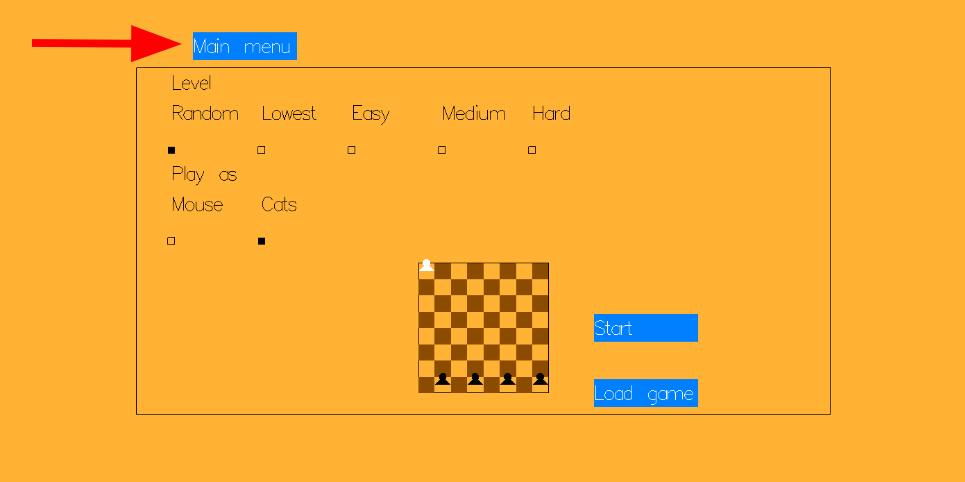 Main menu
Level
Random Lowest Easy Medium Hard
Play as
Mouse Cats
Start
Load game